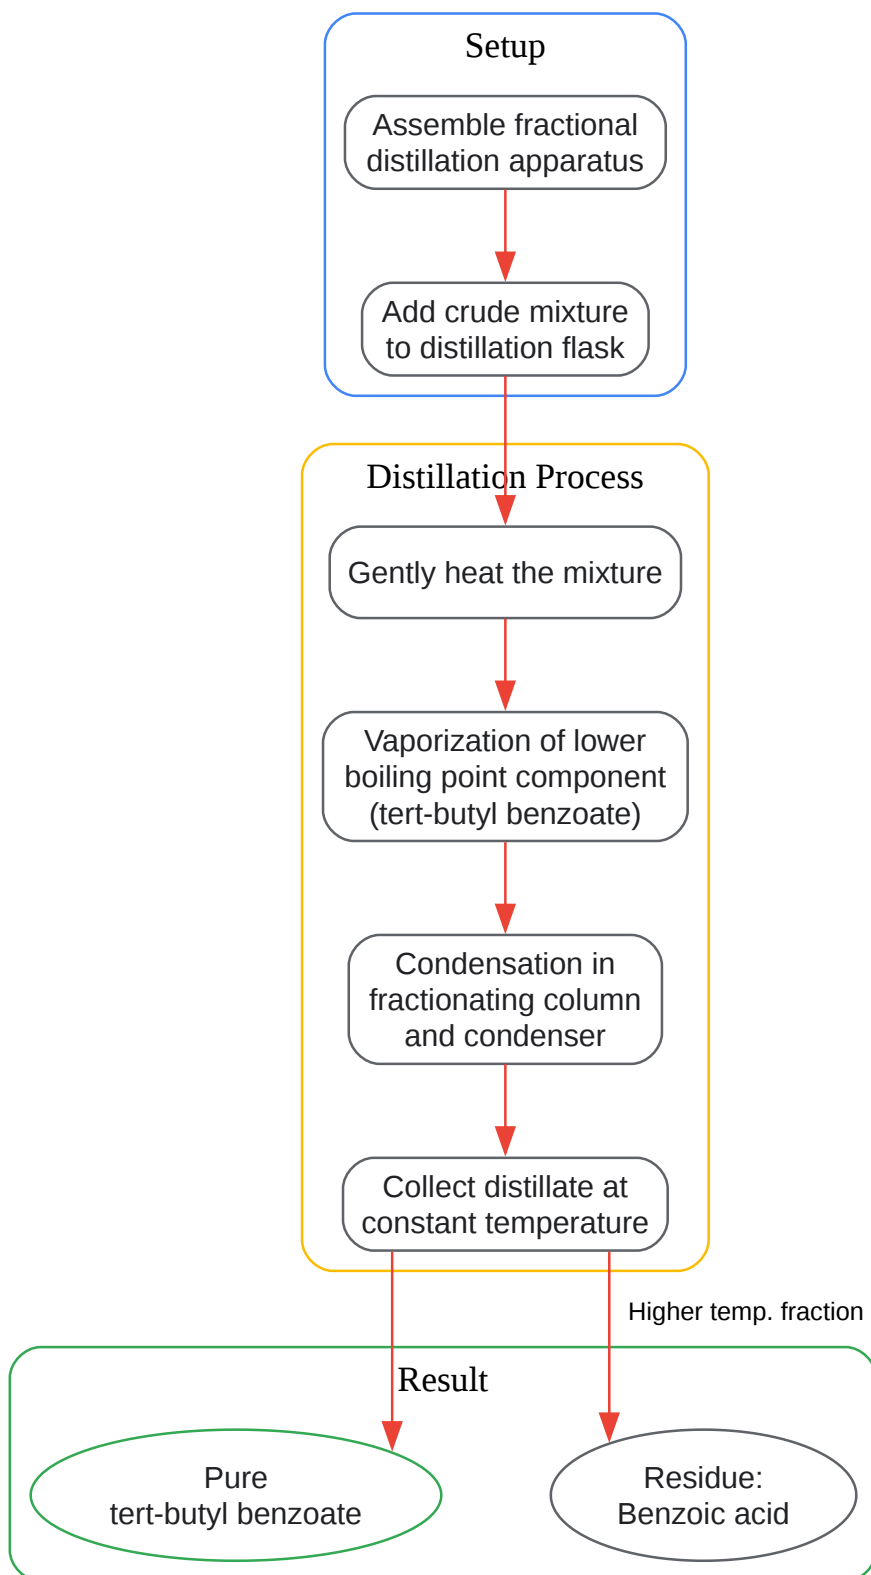 Setup
Assemble fractional
distillation apparatus
Add crude mixture
to distillation flask
Distillation Process
Gently heat the mixture
Vaporization of lower
boiling point component
(tert-butyl benzoate)
Condensation in
fractionating column
and condenser
Collect distillate at
constant temperature
Higher temp. fraction
Result
Pure
tert-butyl benzoate
Residue:
Benzoic acid